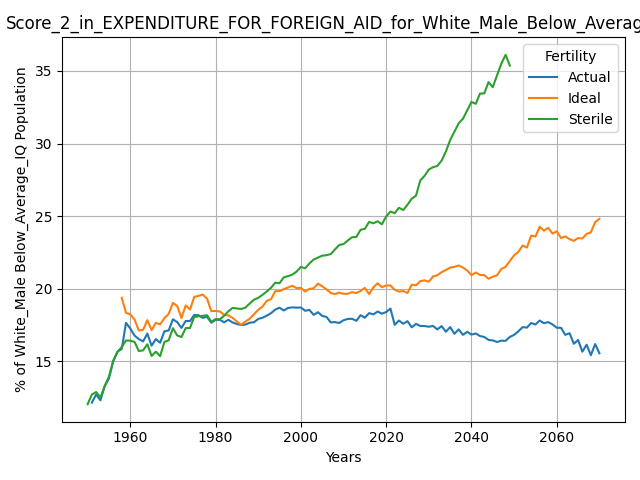 Score_2_in_EXPENDITURE_FOR_FOREIGN_AID_for_White_Male_Below_Averag
% of White_Male Below_Average_IQ Population
35
30
25
20
15
Fertility
Actual
Ideal
Sterile
1960 1980 2000 2020 2040 2060
Years